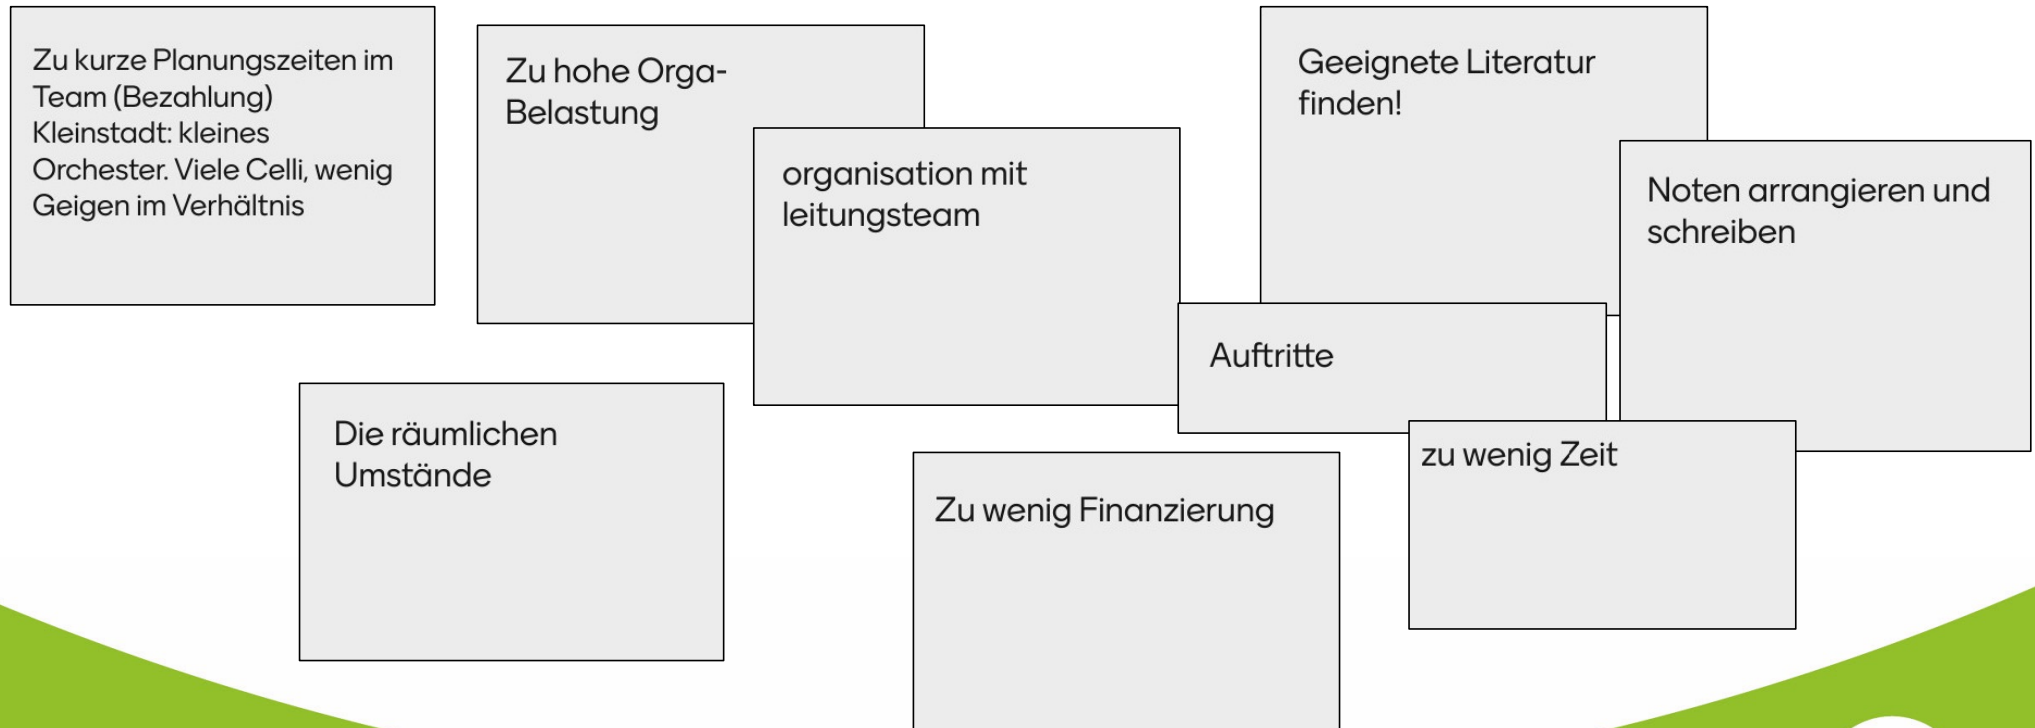 Zu kurze Planungszeiten im
Team (Bezahlung)
Kleinstadt: kleines
Orchester. Viele Celli, wenig
Geigen im Verhältnis
Zu hohe Orga-
Belastung
organisation mit
leitungsteam
Geeignete Literatur
finden!
Noten arrangieren und
schreiben
Auftritte
Die räumlichen
Umstände
zu wenig Zeit
Zu wenig Finanzierung